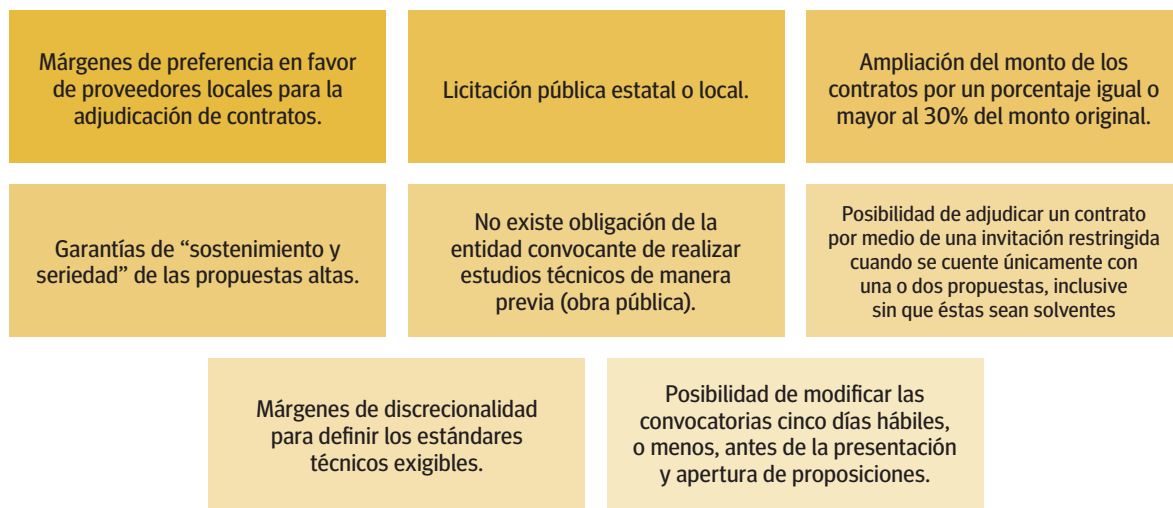 Márgenes de preferencia en favor
de proveedores locales para la
adjudicación de contratos.
Licitación pública estatal o local.
Ampliación del monto de los
contratos por un porcentaje igual o
mayor al 30% del monto original.
Garantías de “sostenimiento y
seriedad” de las propuestas altas.
No existe obligación de la
entidad convocante de realizar
estudios técnicos de manera
previa (obra pública).
Posibilidad de adjudicar un contrato
por medio de una invitación restringida
cuando se cuente únicamente con
una o dos propuestas, inclusive
sin que éstas sean solventes
Márgenes de discrecionalidad
para definir los estándares
técnicos exigibles.
Posibilidad de modificar las
convocatorias cinco días hábiles,
o menos, antes de la presentación
y apertura de proposiciones.